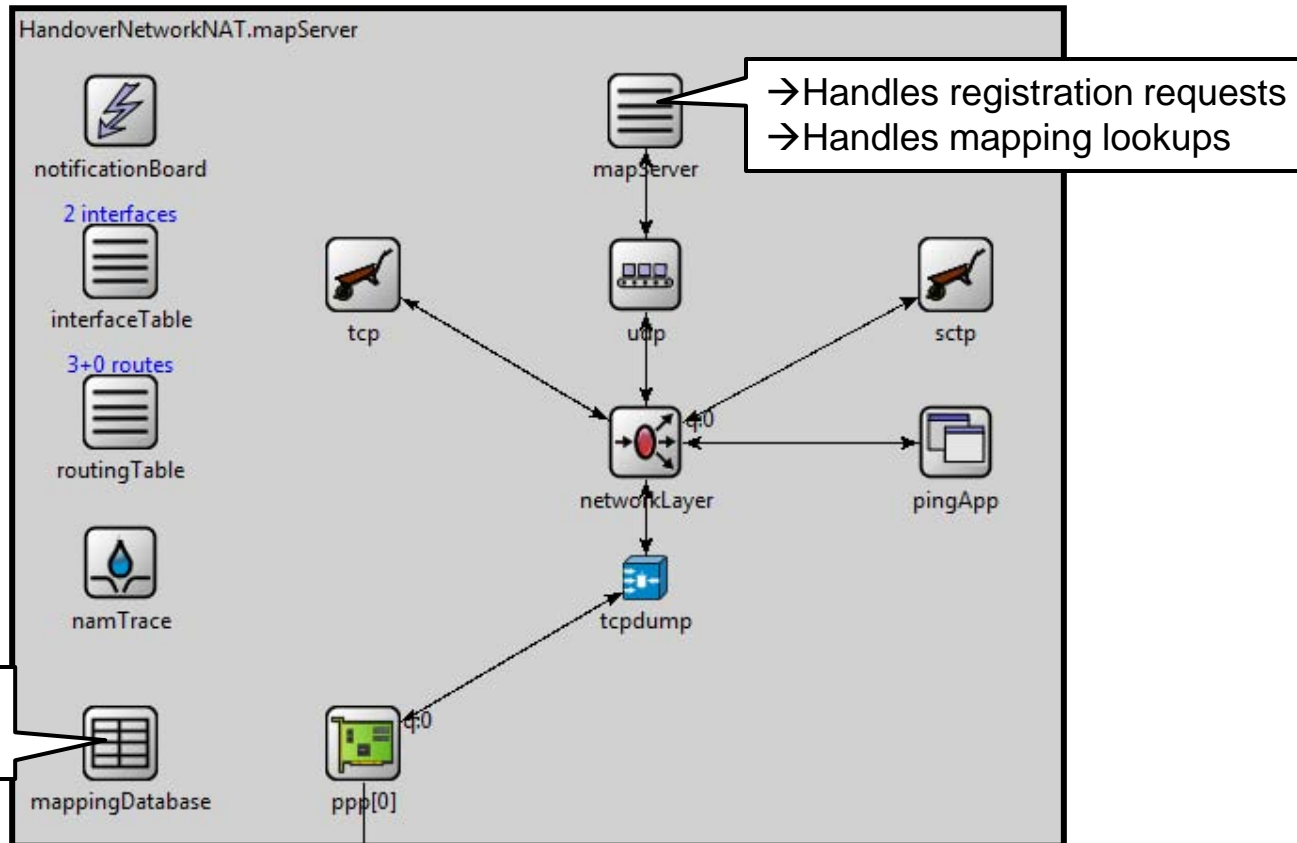 HandoverNetworkNAT.mapServer
→Handles registration requests
→Handles mapping lookups
notificationBoard
mapServer
2 interfaces
interfaceTable
tcp
udp
sctp
3+0 routes
q:0
routingTable
networkLayer
pingApp
namTrace
tcpdump
q:0
mappingDatabase
ppp[0]